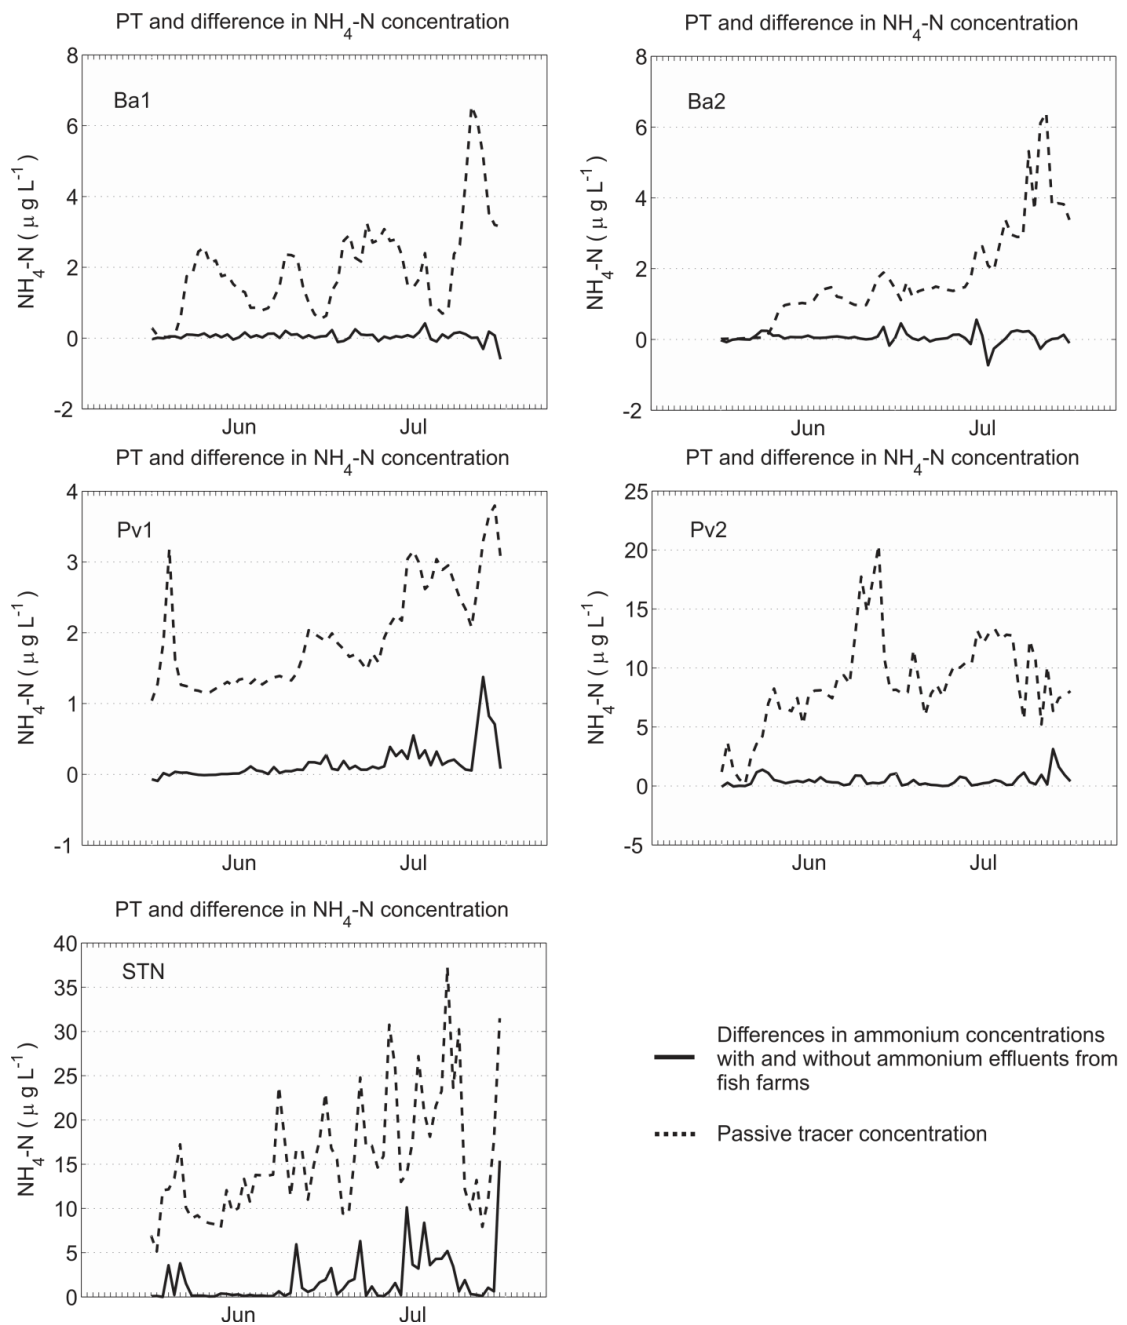 PT and difference in NH4-N concentration
8
6
4
2
0
-2
NH4-N ( μ g L-1 )
Ba1
Jun
Jul
PT and difference in NH4-N concentration
8
6
4
2
0
-2
NH4-N ( μ g L-1 )
Ba2
Jun
Jul
PT and difference in NH4-N concentration
4
3
2
1
0
-1
NH4-N ( μ g L-1 )
Pv1
Jun
Jul
PT and difference in NH4-N concentration
25
20
15
10
5
0
-5
NH4-N ( μ g L-1 )
Pv2
Jun
Jul
PT and difference in NH4-N concentration
40
35
30
25
20
15
10
5
0
NH4-N ( μ g L-1 )
STN
Jun
Jul
Differences in ammonium concentrations
with and without ammonium effluents from
fish farms
Passive tracer concentration